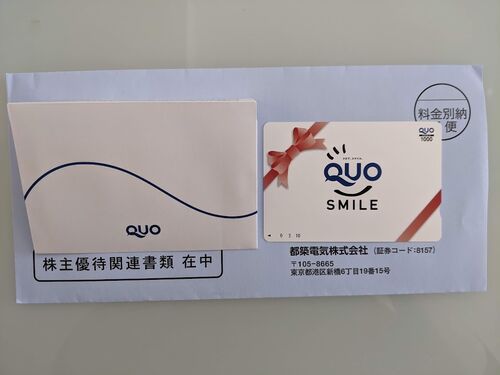 料金別納
便
QUO
1000
QUO
SMILE
QUO
株主優待関連書類 在中
都築電気株式会社 (証券コード:8157)
〒105-8665
東京都港区新橋6丁目19番15号